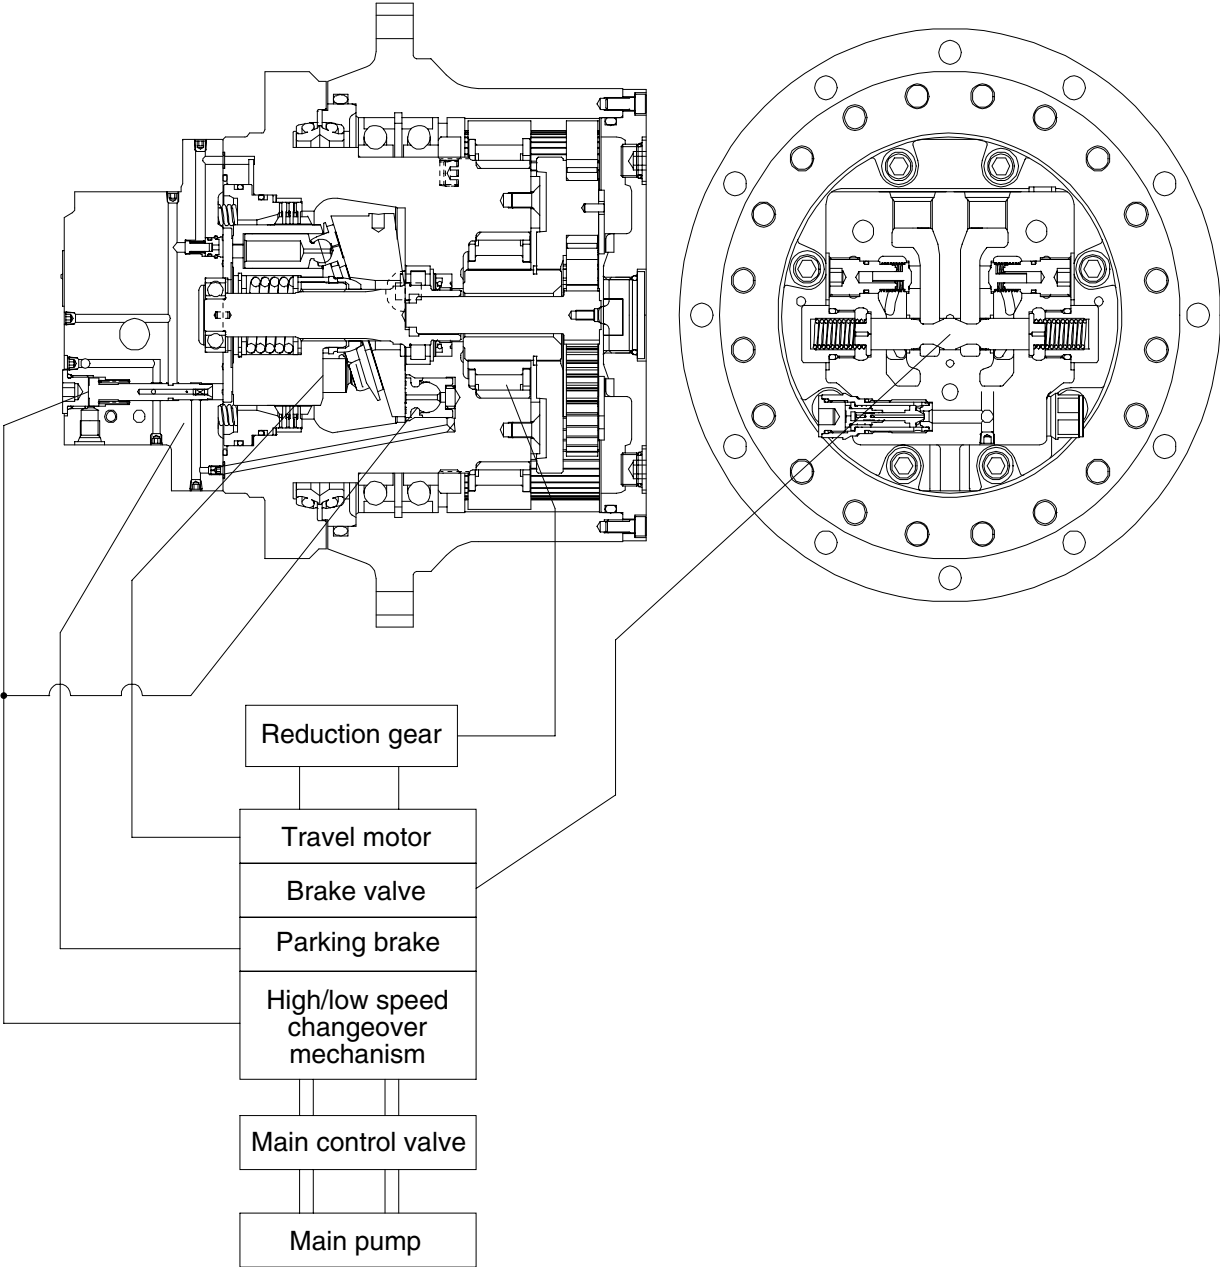 Reduction gear
Travel motor
Brake valve
Parking brake
High/low speed
changeover
mechanism
Main control valve
Main pump